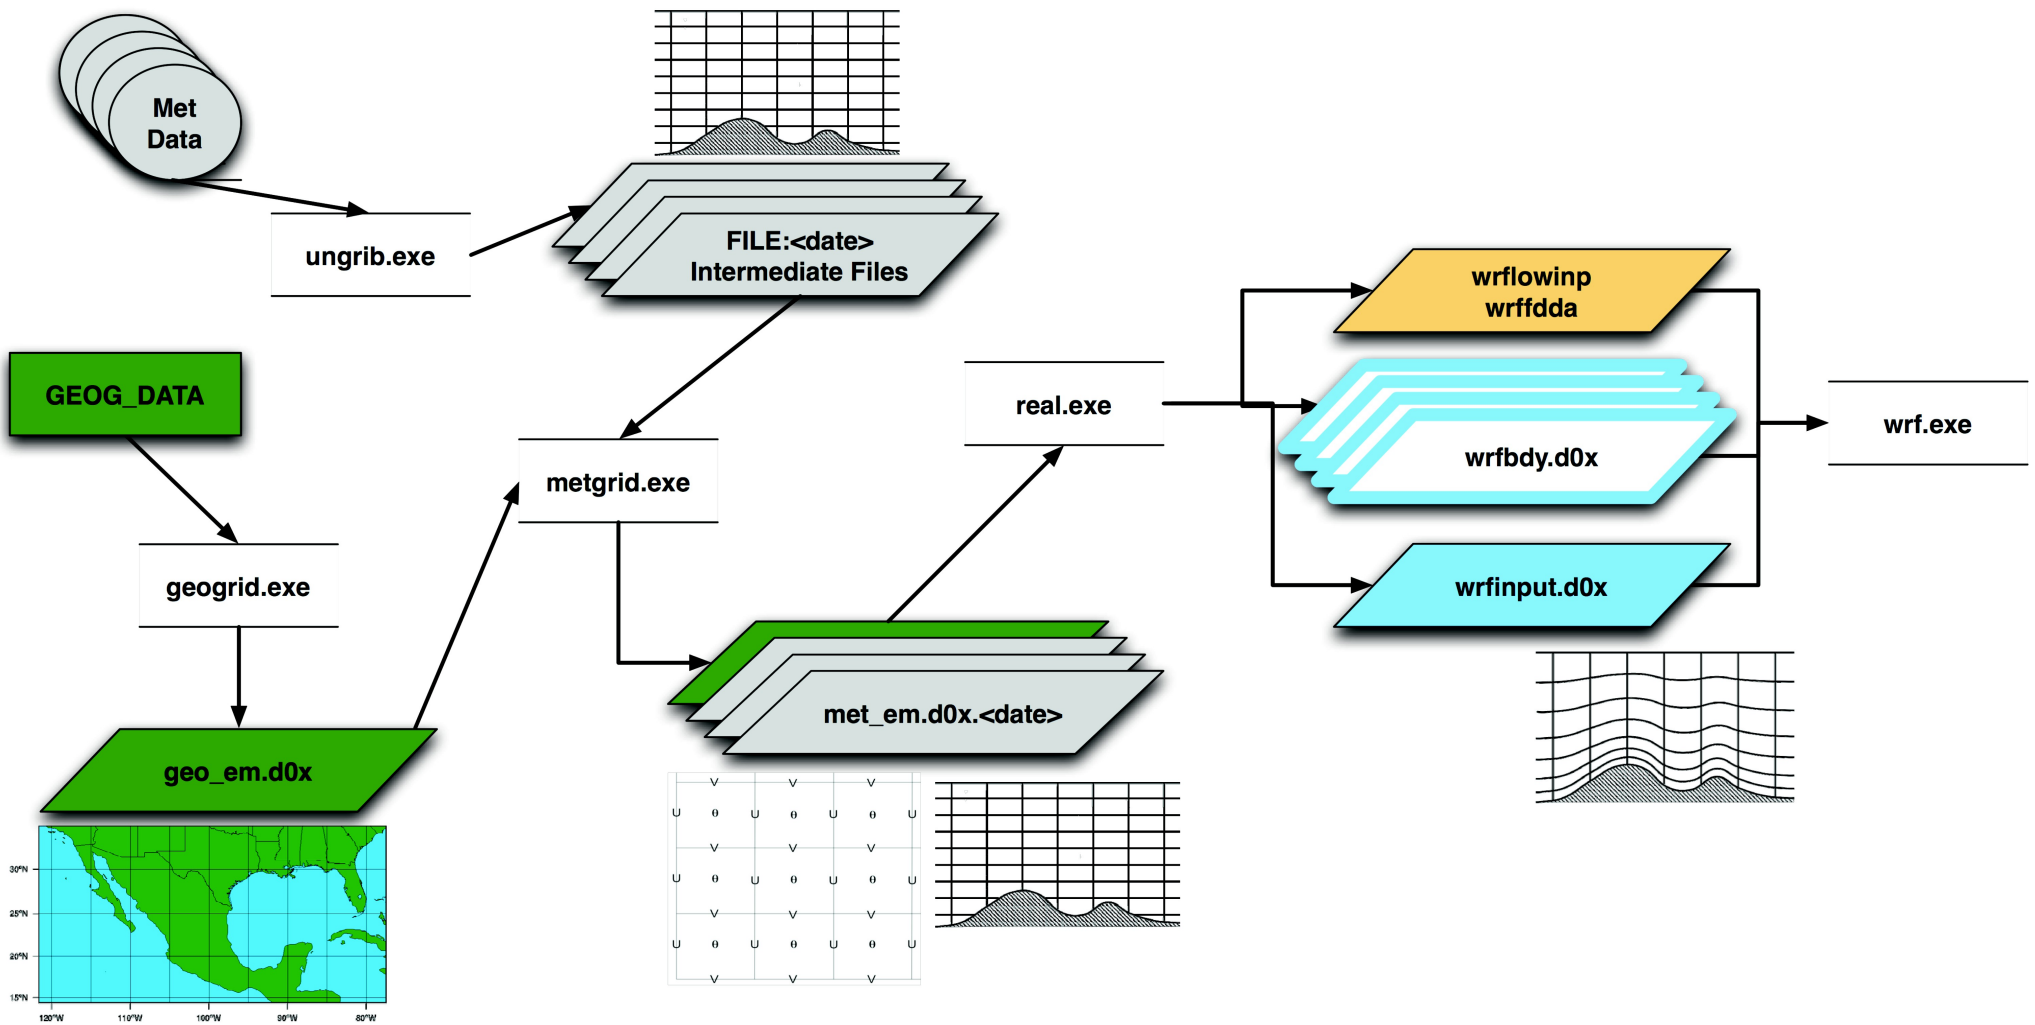 Met
Data
ungrib.exe
FILE:<date>
Intermediate Files
GEOG_DATA
geogrid.exe
geo_em.d0x
30°N
25°N
20°N
15°N
120°W
110°W
100°W
90°W
80°W
metgrid.exe
met_em.d0x.<date>
V V V
U θ U θ U θ U
V V V
U θ U θ U θ U
V V V
U θ U θ U θ U
V V V
real.exe
wrflowinp
wrffdda
wrfbdy.d0x
wrfinput.d0x
wrf.exe